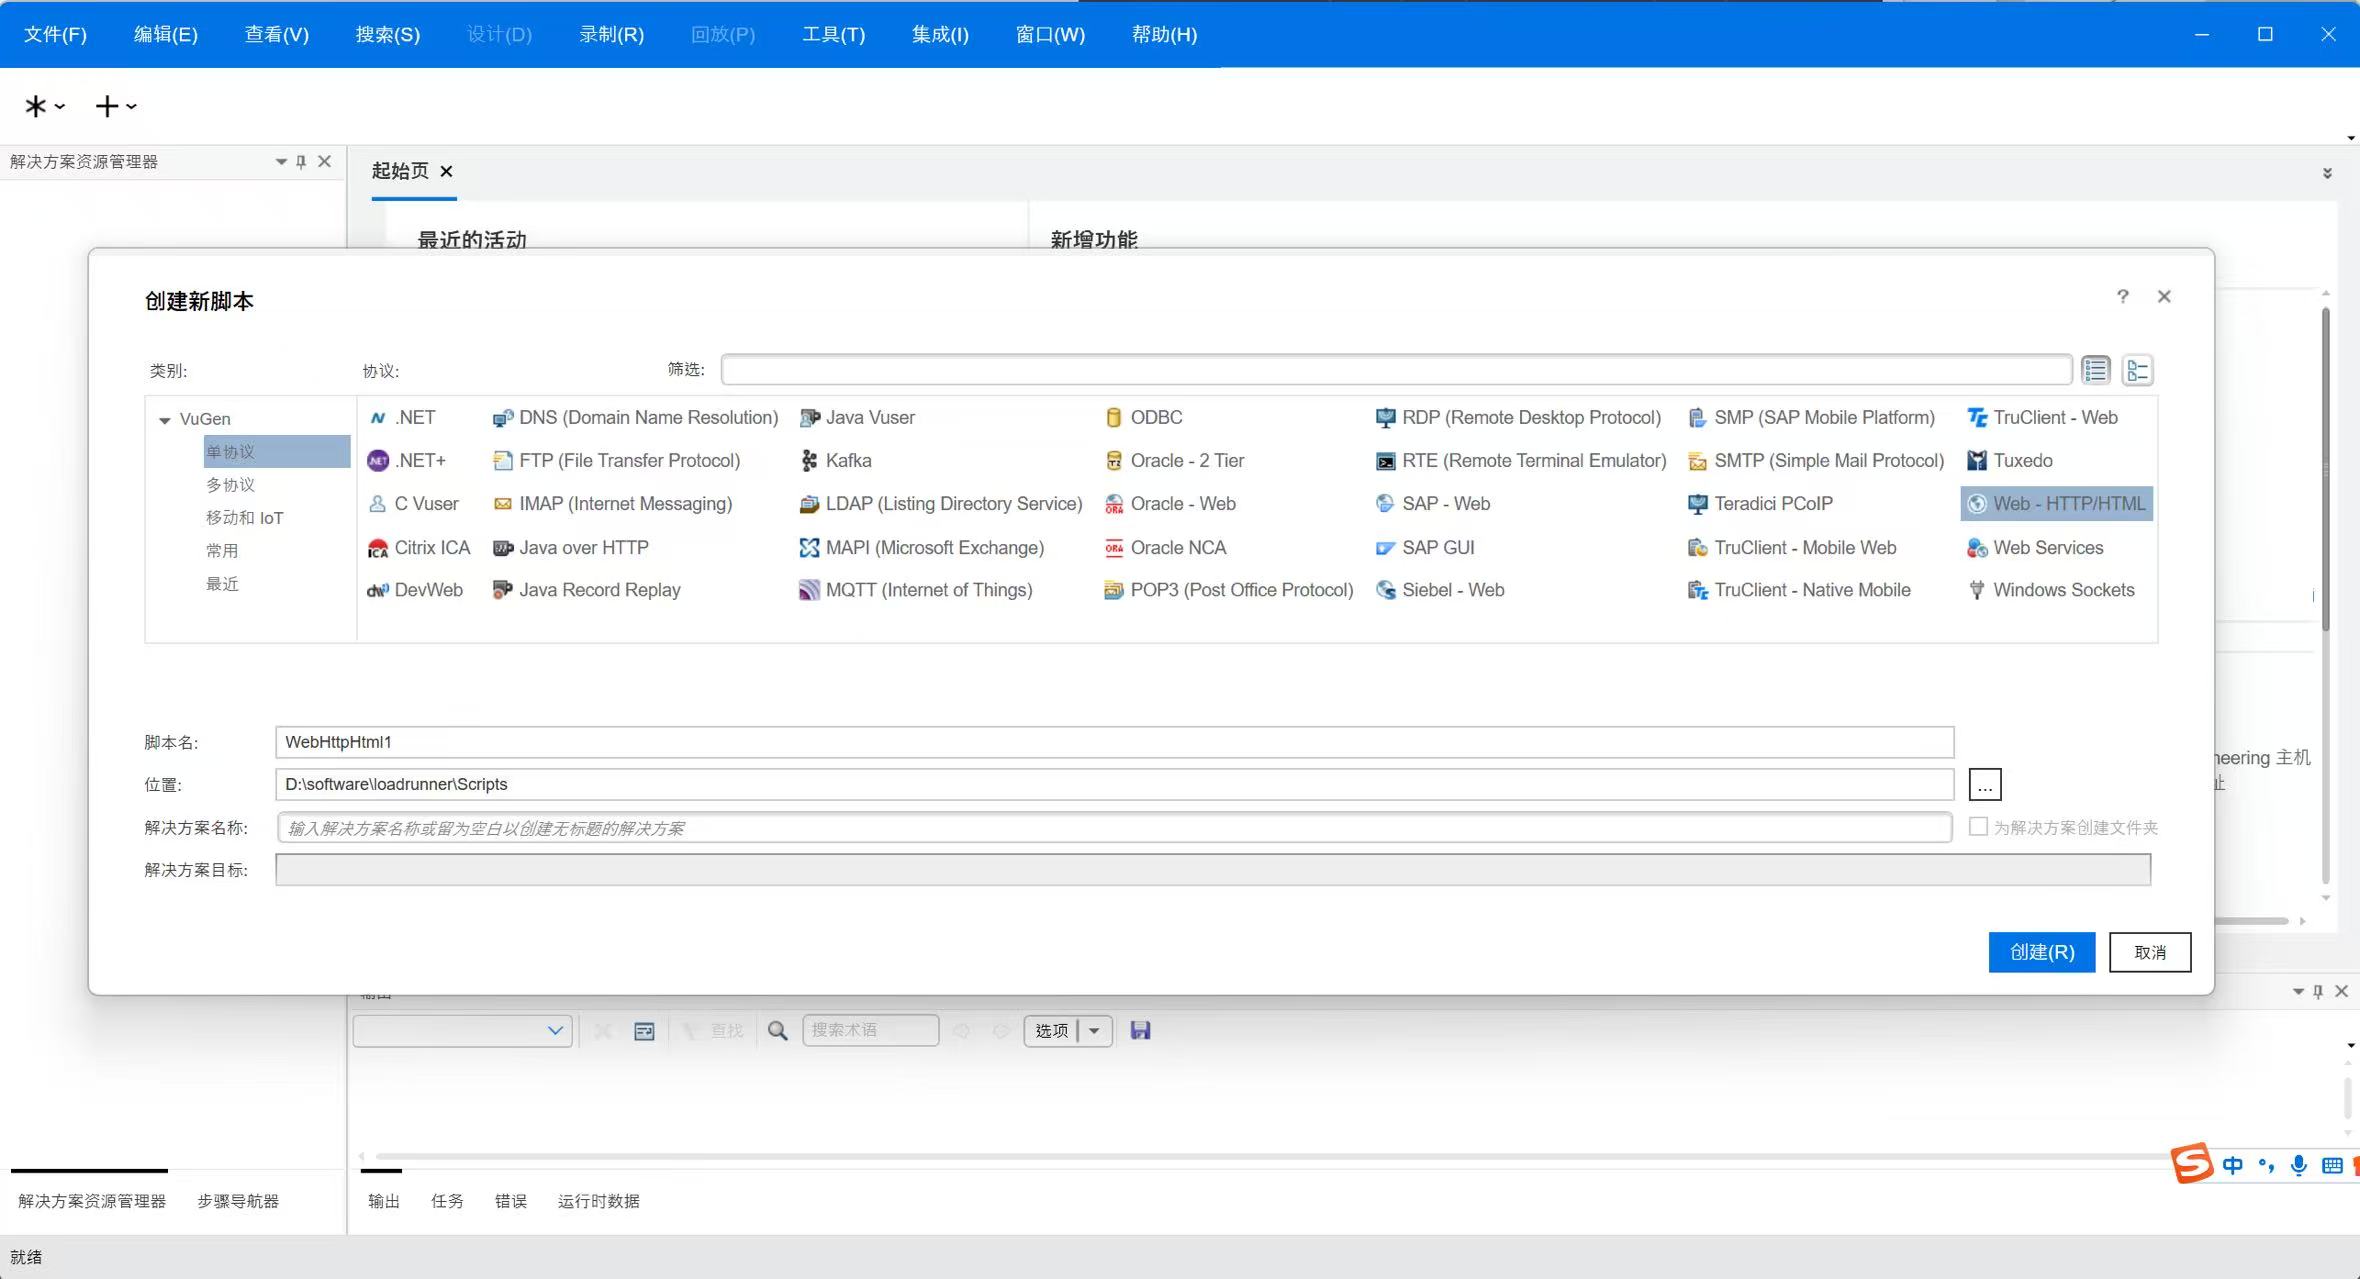 文件(F) 编辑(E) 查看(V) 搜索(S) 设计(D) 录制(R) 回放(P) 工具(T) 集成(I) 窗口(W) 帮助(H)
解决方案资源管理器
起始页
最近的活动 新增功能
创建新脚本
类别: 协议: 筛选:
VuGen
单协议
多协议
移动和 IoT
常用
最近
.NET DNS (Domain Name Resolution) Java Vuser ODBC RDP (Remote Desktop Protocol) SMP (SAP Mobile Platform) TruClient - Web
.NET+ FTP (File Transfer Protocol) Kafka Oracle - 2 Tier RTE (Remote Terminal Emulator) SMTP (Simple Mail Protocol) Tuxedo
C Vuser IMAP (Internet Messaging) LDAP (Listing Directory Service) Oracle - Web SAP - Web Teradici PCoIP Web - HTTP/HTML
Citrix ICA Java over HTTP MAPI (Microsoft Exchange) Oracle NCA SAP GUI TruClient - Mobile Web Web Services
DevWeb Java Record Replay MQTT (Internet of Things) POP3 (Post Office Protocol) Siebel - Web TruClient - Native Mobile Windows Sockets
脚本名: WebHttpHtml1
位置: D:\software\loadrunner\Scripts ...
解决方案名称: 输入解决方案名称或留为空白以创建无标题的解决方案 为解决方案创建文件夹
解决方案目标:
neering 主机
址
创建(R) 取消
输出
查找 搜索术语 选项
中
解决方案资源管理器 步骤导航器 输出 任务 错误 运行时数据
就绪